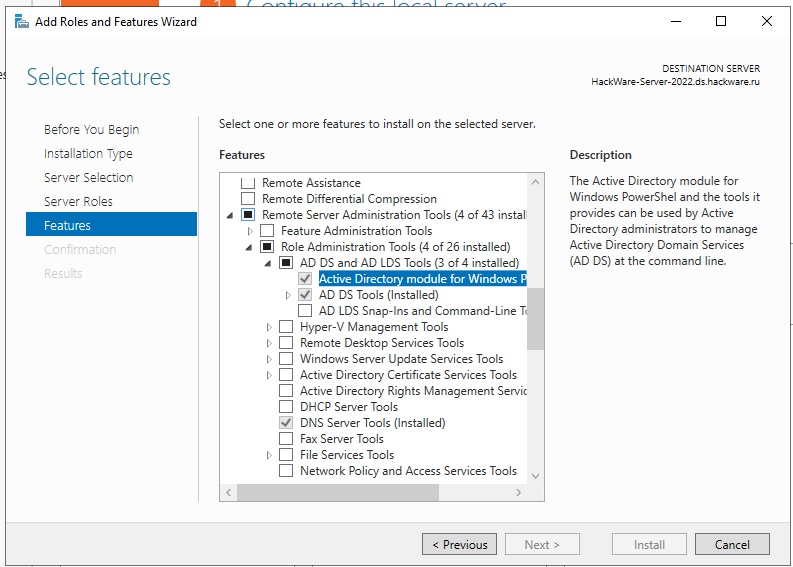 1 Configure this local server
Add Roles and Features Wizard
Select features
DESTINATION SERVER
HackWare-Server-2022.ds.hackware.ru
Before You Begin
Installation Type
Server Selection
Server Roles
Features
Confirmation
Results
Select one or more features to install on the selected server.
Features
Remote Assistance
Remote Differential Compression
Remote Server Administration Tools (4 of 43 instal
Feature Administration Tools
Role Administration Tools (4 of 26 installed)
AD DS and AD LDS Tools (3 of 4 installed)
Active Directory module for Windows P
AD DS Tools (Installed)
AD LDS Snap-Ins and Command-Line T
Hyper-V Management Tools
Remote Desktop Services Tools
Windows Server Update Services Tools
Active Directory Certificate Services Tools
Active Directory Rights Management Servic
DHCP Server Tools
DNS Server Tools (Installed)
Fax Server Tools
File Services Tools
Network Policy and Access Services Tools
Description
The Active Directory module for
Windows PowerShel and the tools it
provides can be used by Active
Directory administrators to manage
Active Directory Domain Services
(AD DS) at the command line.
< Previous
Next >
Install
Cancel